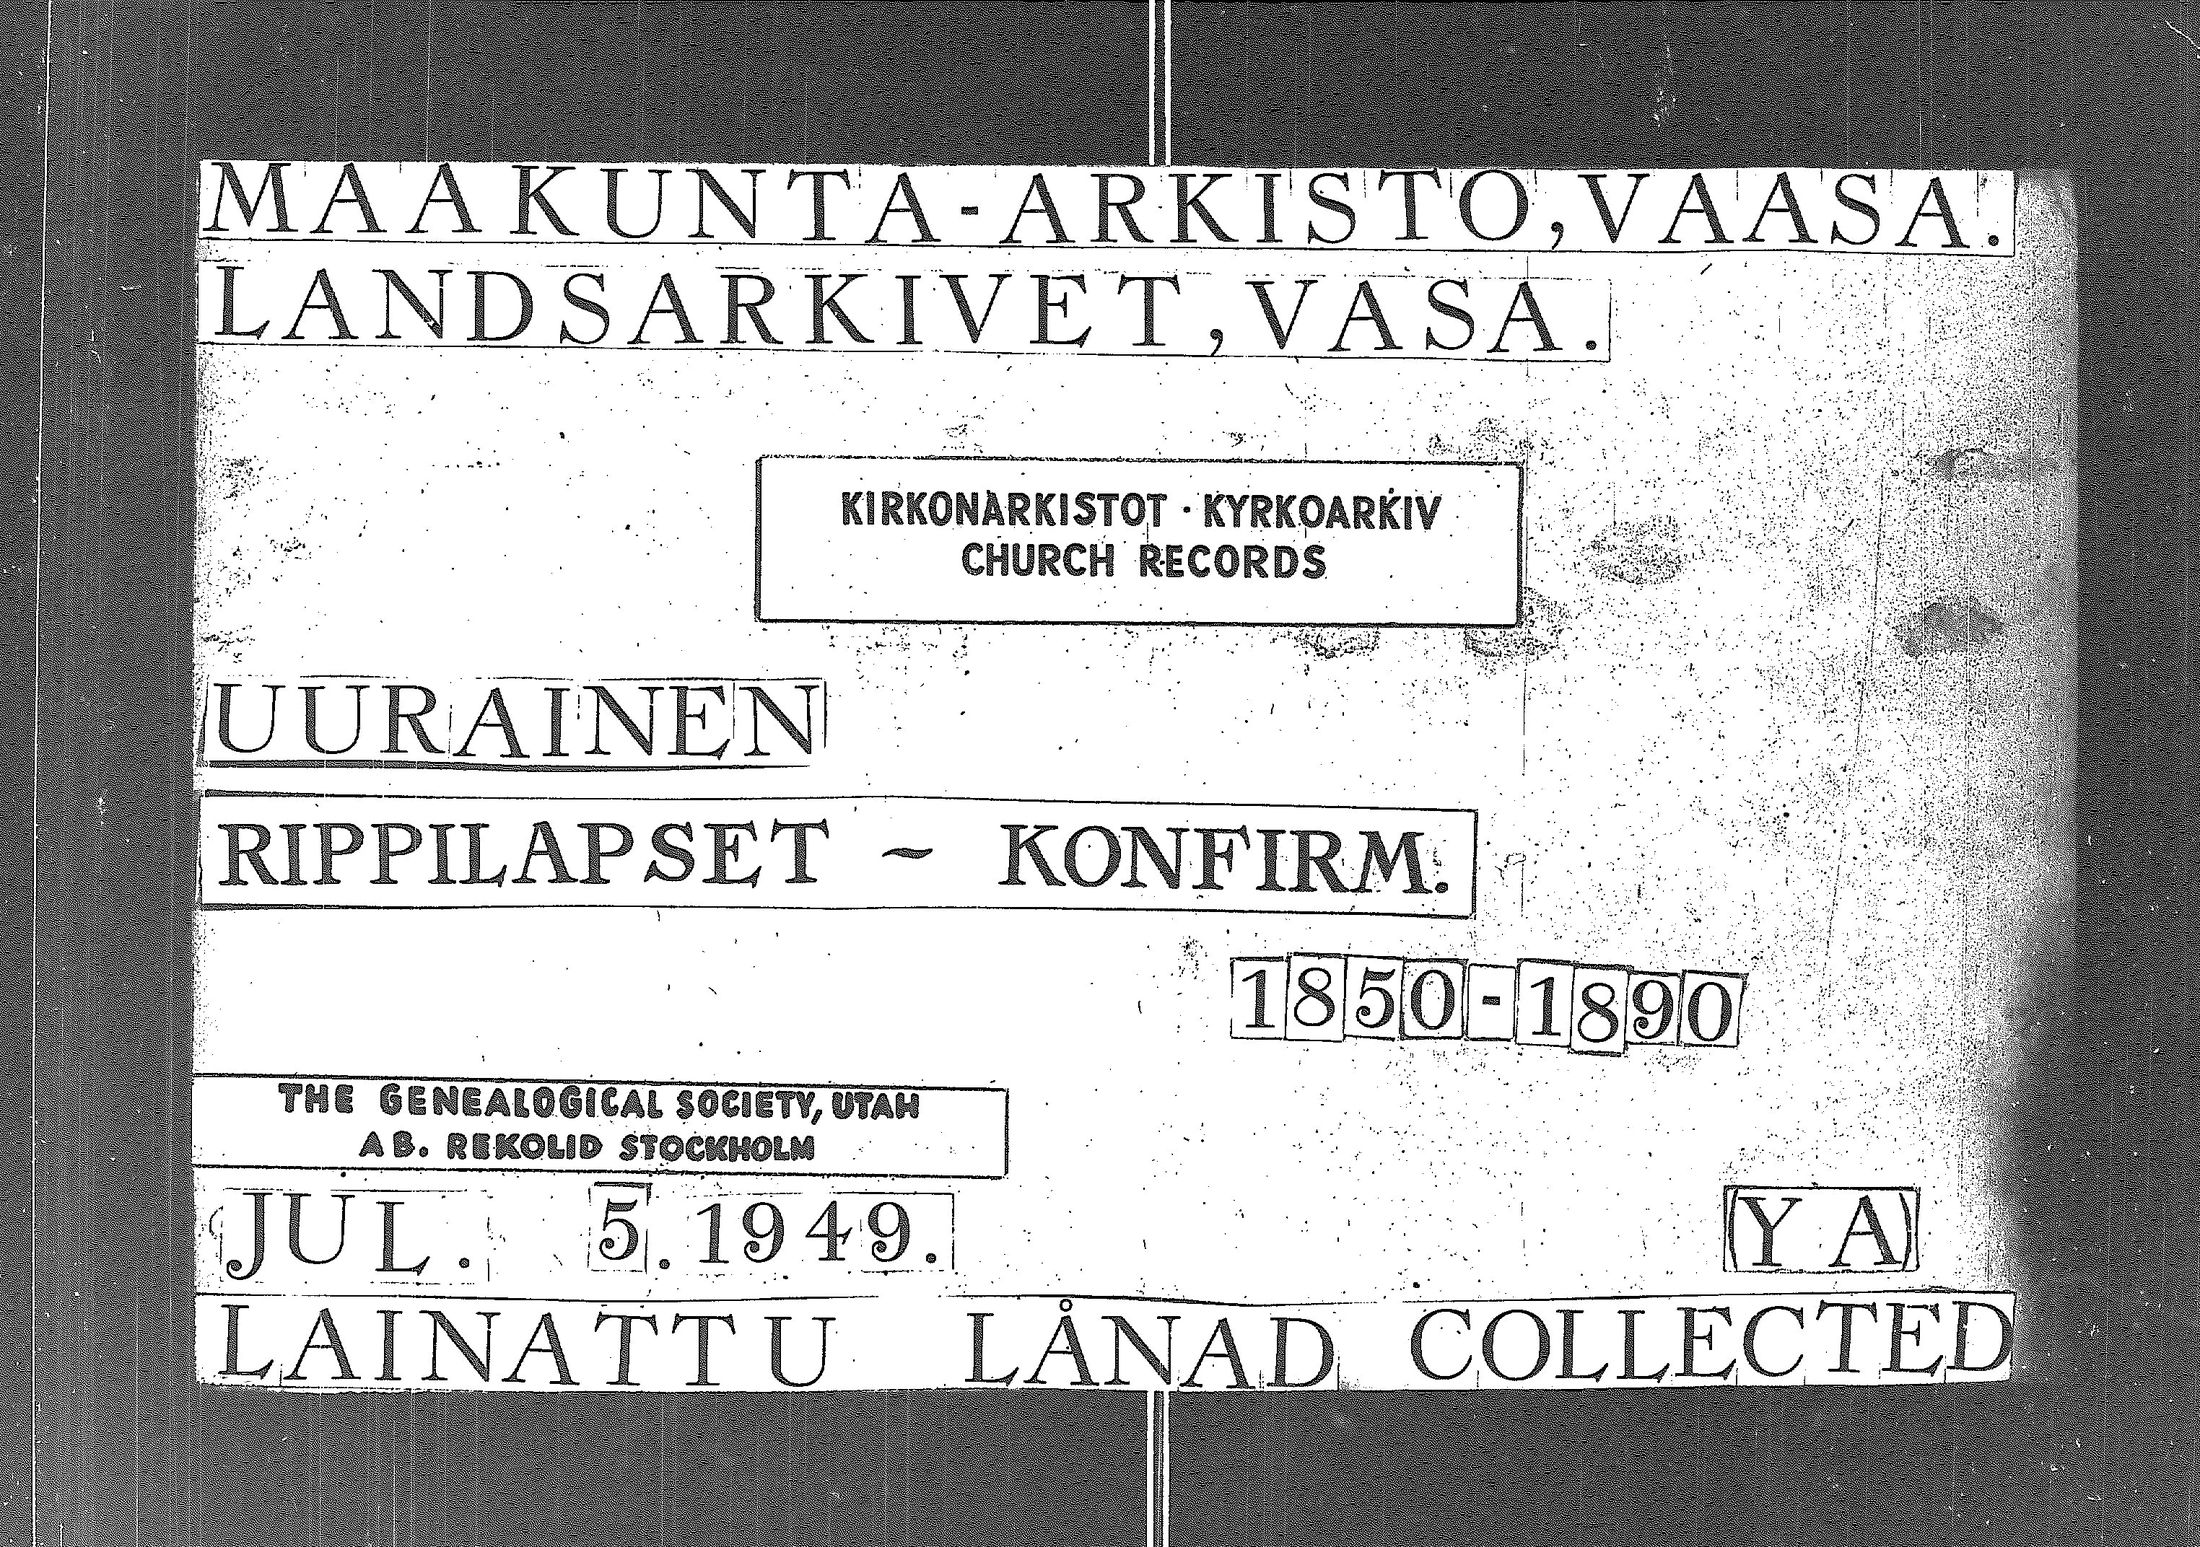 MAAKUNTA-ARKISTO, VAASA.
LANDSARKIVET, VASA.
KIRKONARKISTOT · KYRKOARKIV
CHURCH RECORDS
UURAINEN
RIPPILAPSET ~ KONFIRM.
1850-1890
THE GENEALOGICAL SOCIETY, UTAH
AB. REKOLID STOCKHOLM
JUL. 5.1949. (YA)
LAINATTU LÅNAD COLLECTED